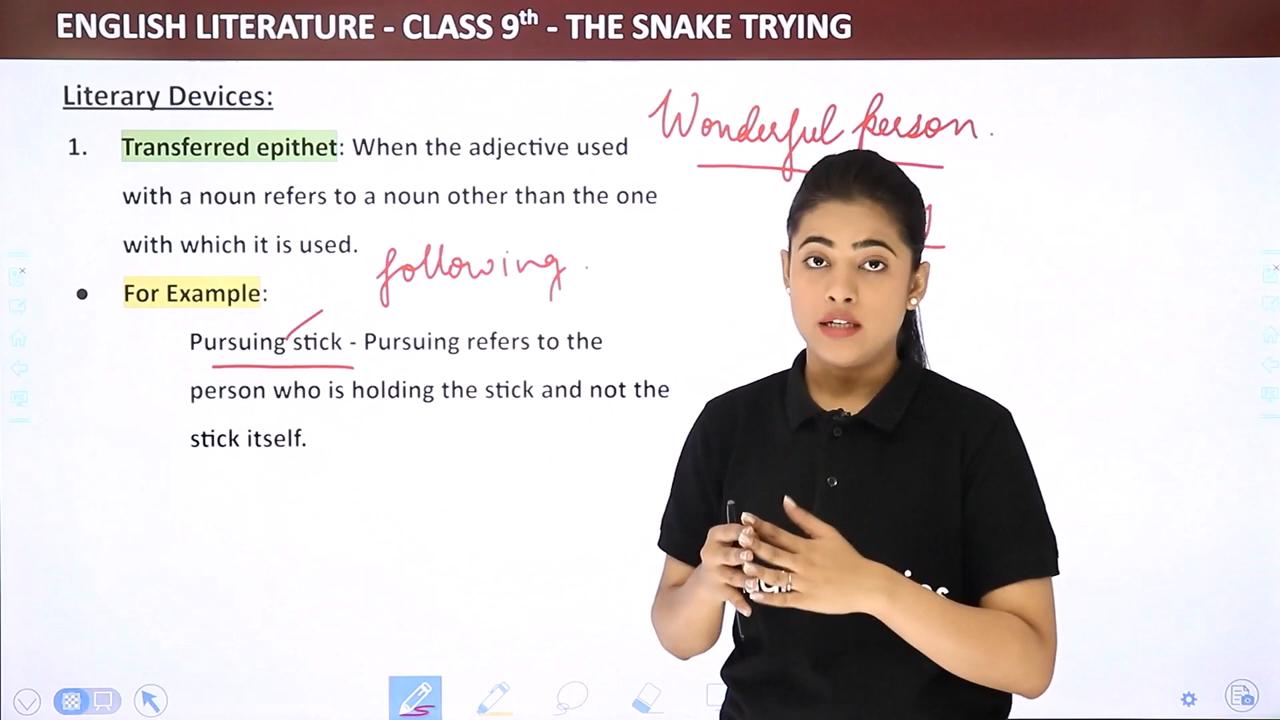 ENGLISH LITERATURE - CLASS 9th - THE SNAKE TRYING
Literary Devices:
Wonderful person.
1. Transferred epithet: When the adjective used
with a noun refers to a noun other than the one
with which it is used.
following
• For Example:
Pursuing stick - Pursuing refers to the
person who is holding the stick and not the
stick itself.